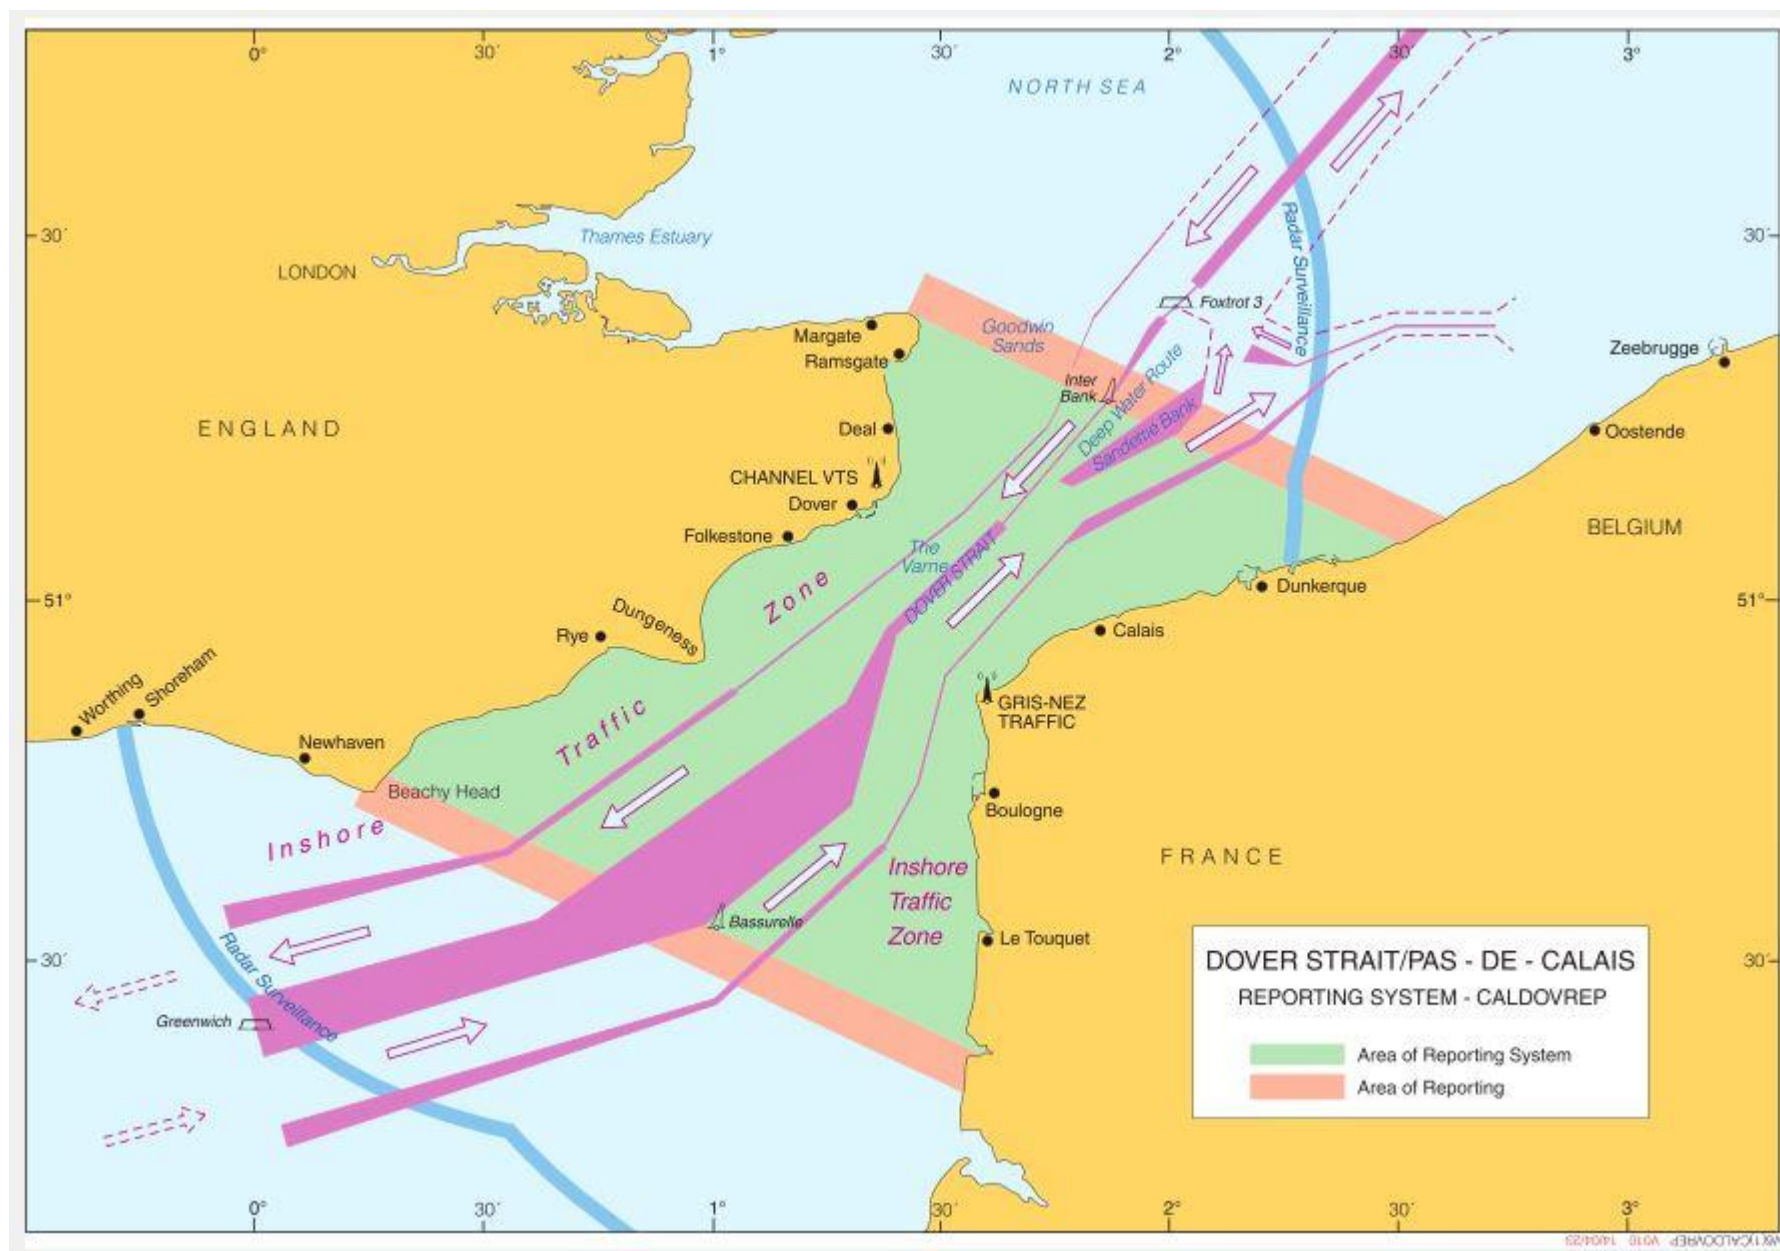 0°
30´
1°
30´
2°
30´
3°
NORTH SEA
30´
30´
Thames Estuary
LONDON
Radar Surveillance
Foxtrot 3
Goodwin
Sands
Margate
Ramsgate
Zeebrugge
Inter
Bank
Deep Water Route
Sandettié Bank
ENGLAND
Deal
Oostende
CHANNEL VTS
Dover
Folkestone
BELGIUM
The
Varne
DOVER STRAIT
Dunkerque
51°
51°
Zone
Dungeness
Rye
Calais
Worthing
Shoreham
GRIS-NEZ
TRAFFIC
Traffic
Newhaven
Beachy Head
Boulogne
Inshore
FRANCE
Inshore
Traffic
Zone
Bassurelle
Le Touquet
Radar Surveillance
30´
30´
Greenwich
DOVER STRAIT/PAS - DE - CALAIS
REPORTING SYSTEM - CALDOVREP
Area of Reporting System
Area of Reporting
0°
30´
1°
30´
2°
30´
3°